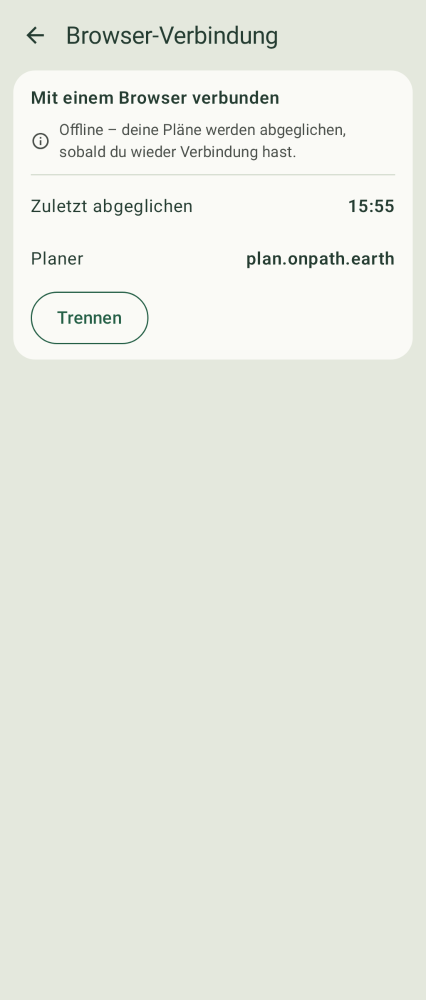 Browser-Verbindung
Mit einem Browser verbunden
Offline – deine Pläne werden abgeglichen,
sobald du wieder Verbindung hast.
Zuletzt abgeglichen 15:55
Planer plan.onpath.earth
Trennen